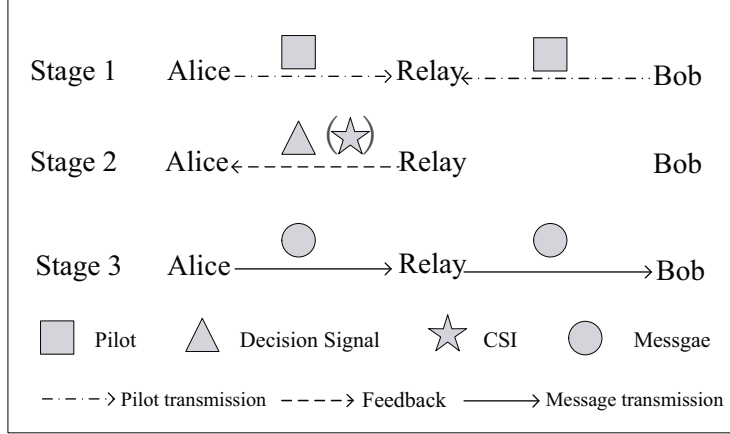 Stage 1 Alice Relay Bob
Stage 2 Alice ( ) Relay Bob
Stage 3 Alice Relay Bob
Pilot Decision Signal CSI Messgae
Pilot transmission Feedback Message transmission